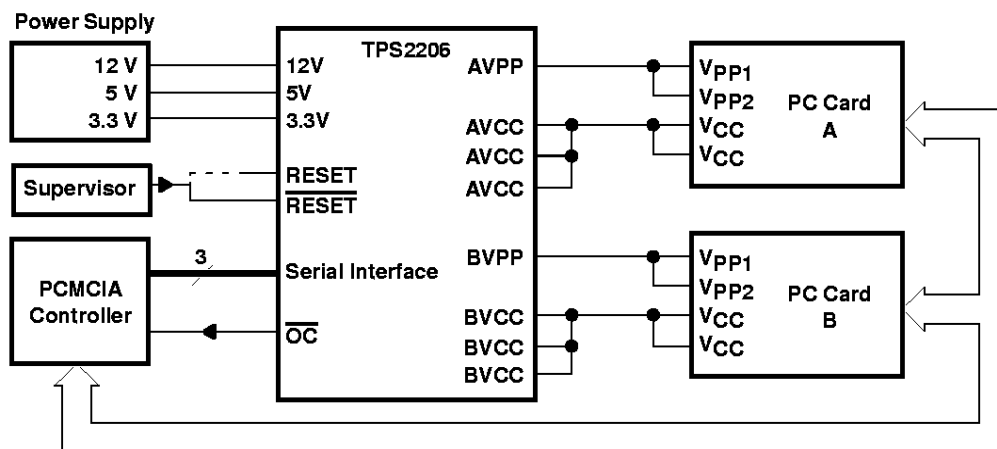 Power Supply
12 V
5 V
3.3 V
Supervisor
3
PCMCIA
Controller
TPS2206
12V
5V
3.3V
RESET
RESET
Serial Interface
OC
AVPP
AVCC
AVCC
AVCC
BVPP
BVCC
BVCC
BVCC
VPP1
VPP2
VCC
VCC
PC Card
A
VPP1
VPP2
VCC
VCC
PC Card
B